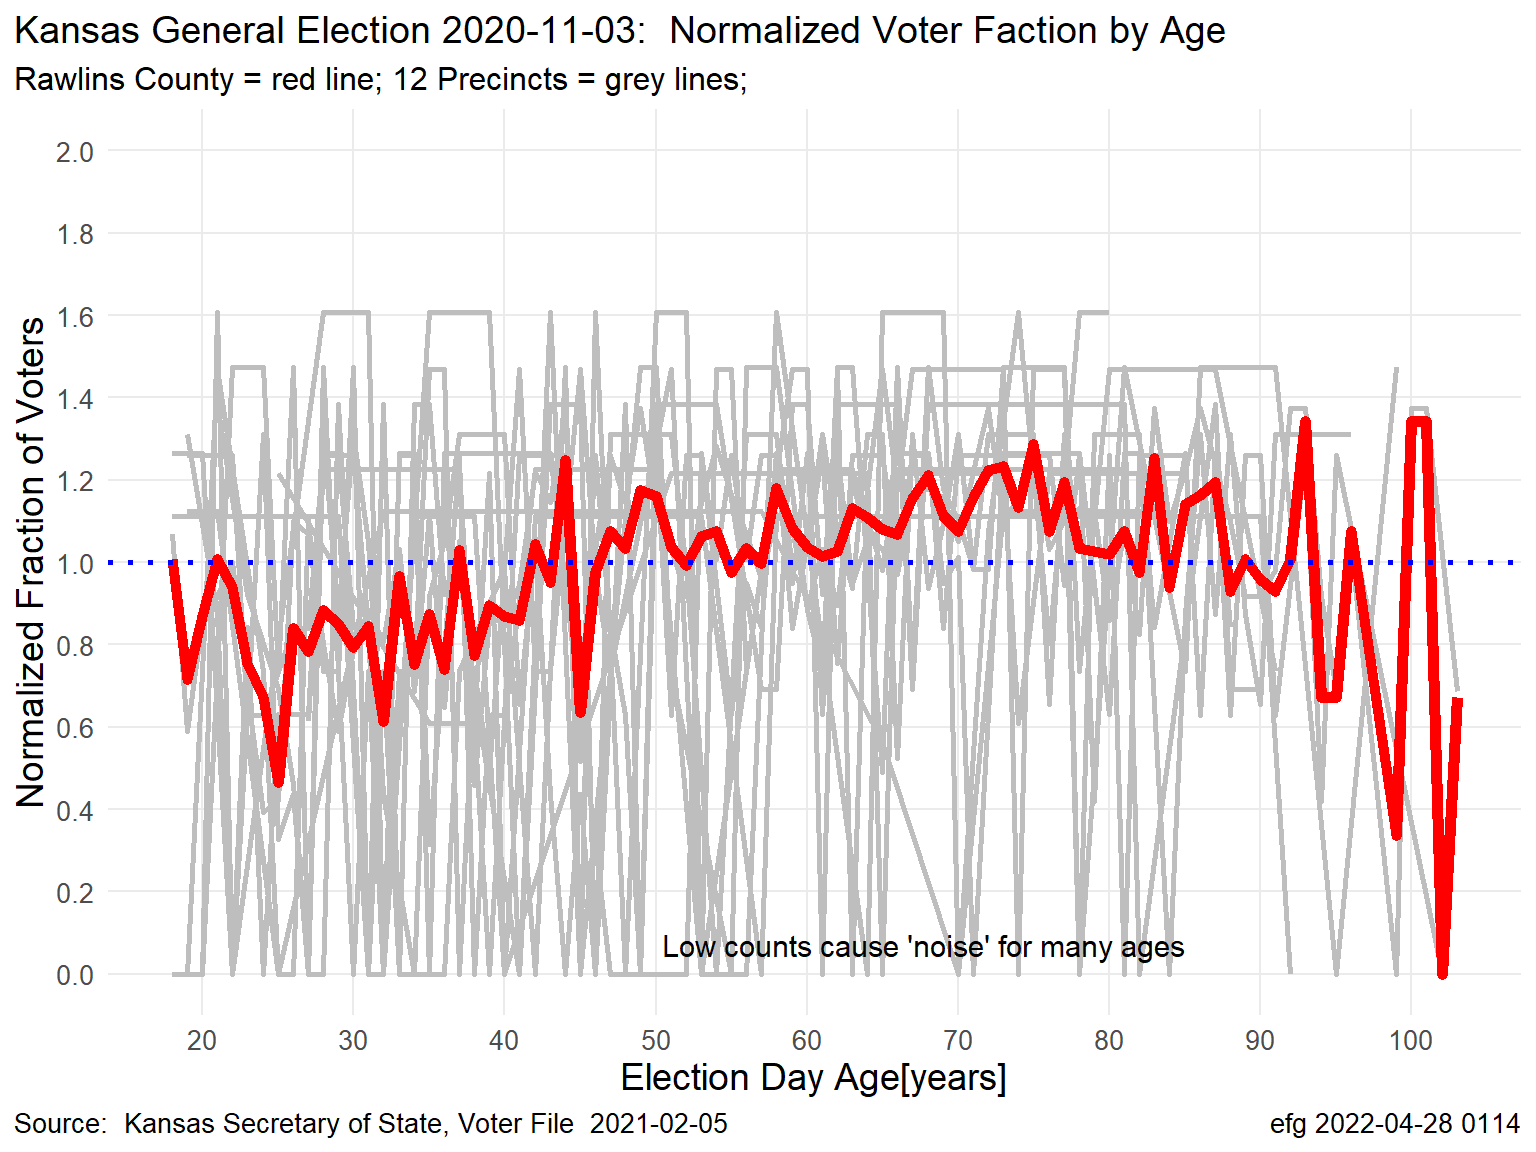 Kansas General Election 2020-11-03:  Normalized Voter Faction by Age
Rawlins County = red line; 12 Precincts = grey lines;
Normalized Fraction of Voters
2.0
1.8
1.6
1.4
1.2
1.0
0.8
0.6
0.4
0.2
0.0
Low counts cause 'noise' for many ages
20 30 40 50 60 70 80 90 100
Election Day Age[years]
Source:  Kansas Secretary of State, Voter File  2021-02-05
efg 2022-04-28 0114